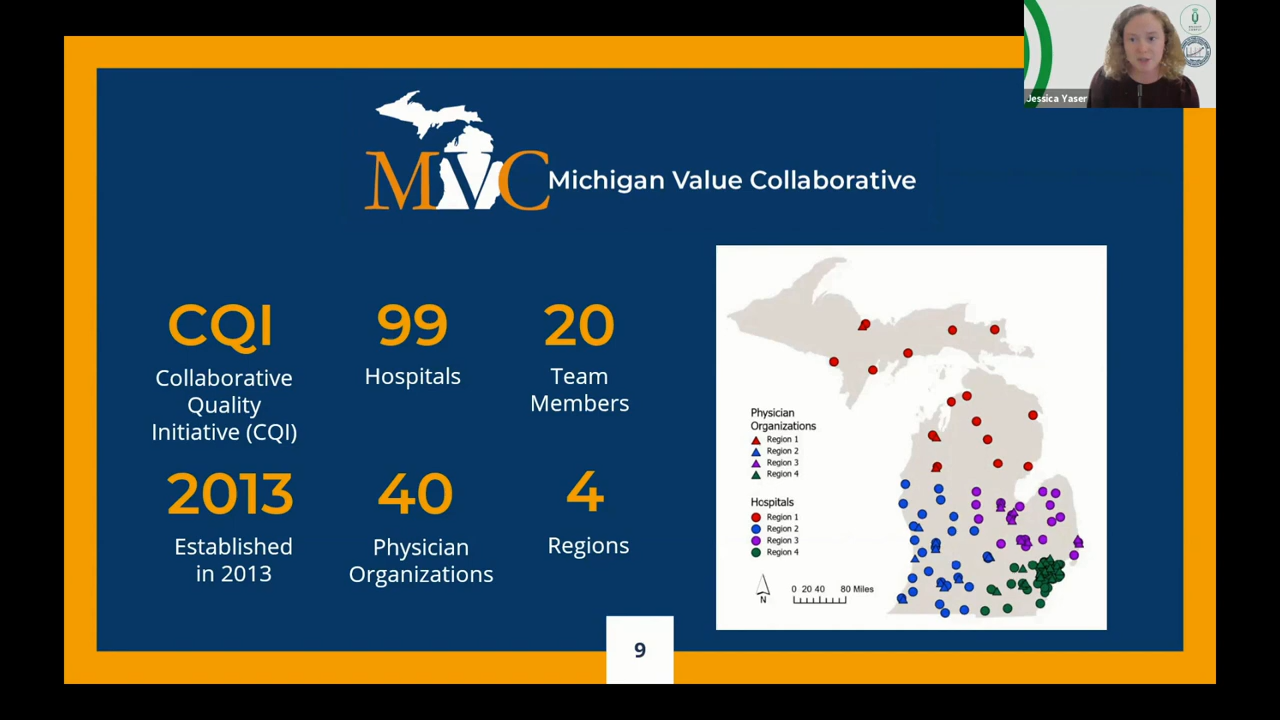 Jessica Yaser
MVC Michigan Value Collaborative
CQI
Collaborative
Quality
Initiative (CQI)
99
Hospitals
20
Team
Members
2013
Established
in 2013
40
Physician
Organizations
4
Regions
Physician
Organizations
Region 1
Region 2
Region 3
Region 4
Hospitals
Region 1
Region 2
Region 3
Region 4
N
0 20 40 80 Miles
9